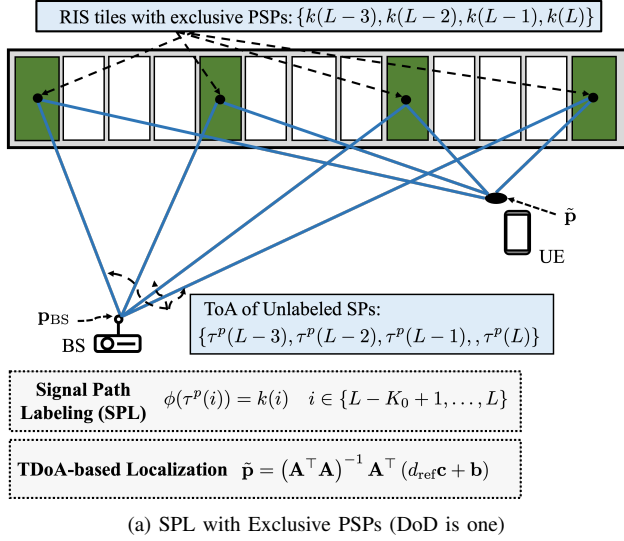 RIS tiles with exclusive PSPs: {k(L − 3), k(L − 2), k(L − 1), k(L)}
p̃
UE
p_BS
BS
ToA of Unlabeled SPs:
{τ^p(L − 3), τ^p(L − 2), τ^p(L − 1), , τ^p(L)}
Signal Path
Labeling (SPL)
ϕ(τ^p(i)) = k(i) i ∈ {L − K_0 + 1, . . . , L}
TDoA-based Localization p̃ = (A^⊤A)^{−1} A^⊤ (d_ref c + b)
(a) SPL with Exclusive PSPs (DoD is one)